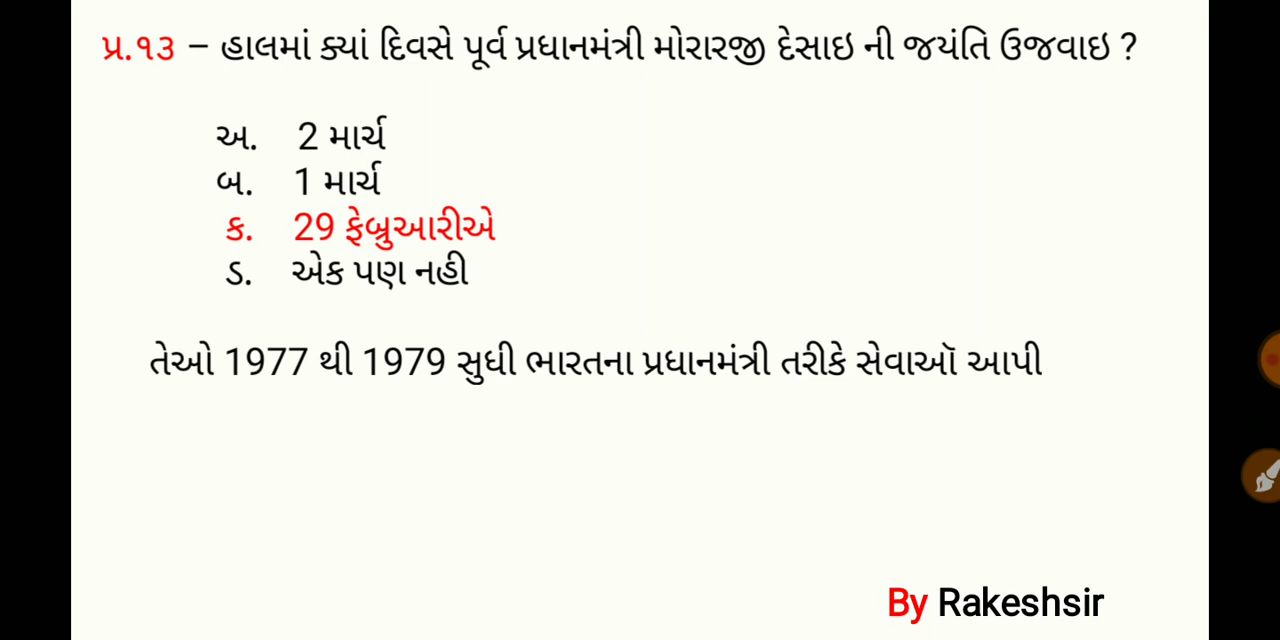 પ્ર.૧૩ – હાલમાં ક્યાં દિવસે પૂર્વ પ્રધાનમંત્રી મોરારજી દેસાઇ ની જયંતિ ઉજવાઇ ?
અ. 2 માર્ચ
બ. 1 માર્ચ
ક. 29 ફેબ્રુઆરીએ
ડ. એક પણ નહી
તેઓ 1977 થી 1979 સુધી ભારતના પ્રધાનમંત્રી તરીકે સેવાઑ આપી
By Rakeshsir